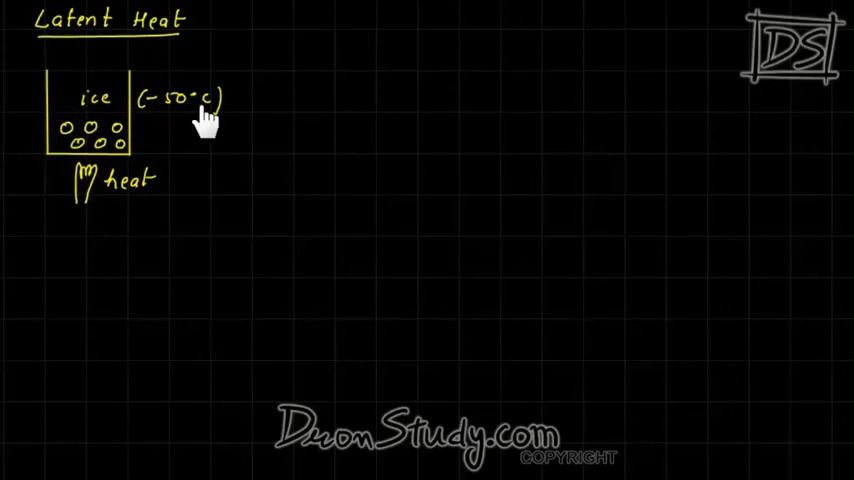 Latent Heat
DS
ice (-50°c)
heat
DronStudy.com
COPYRIGHT